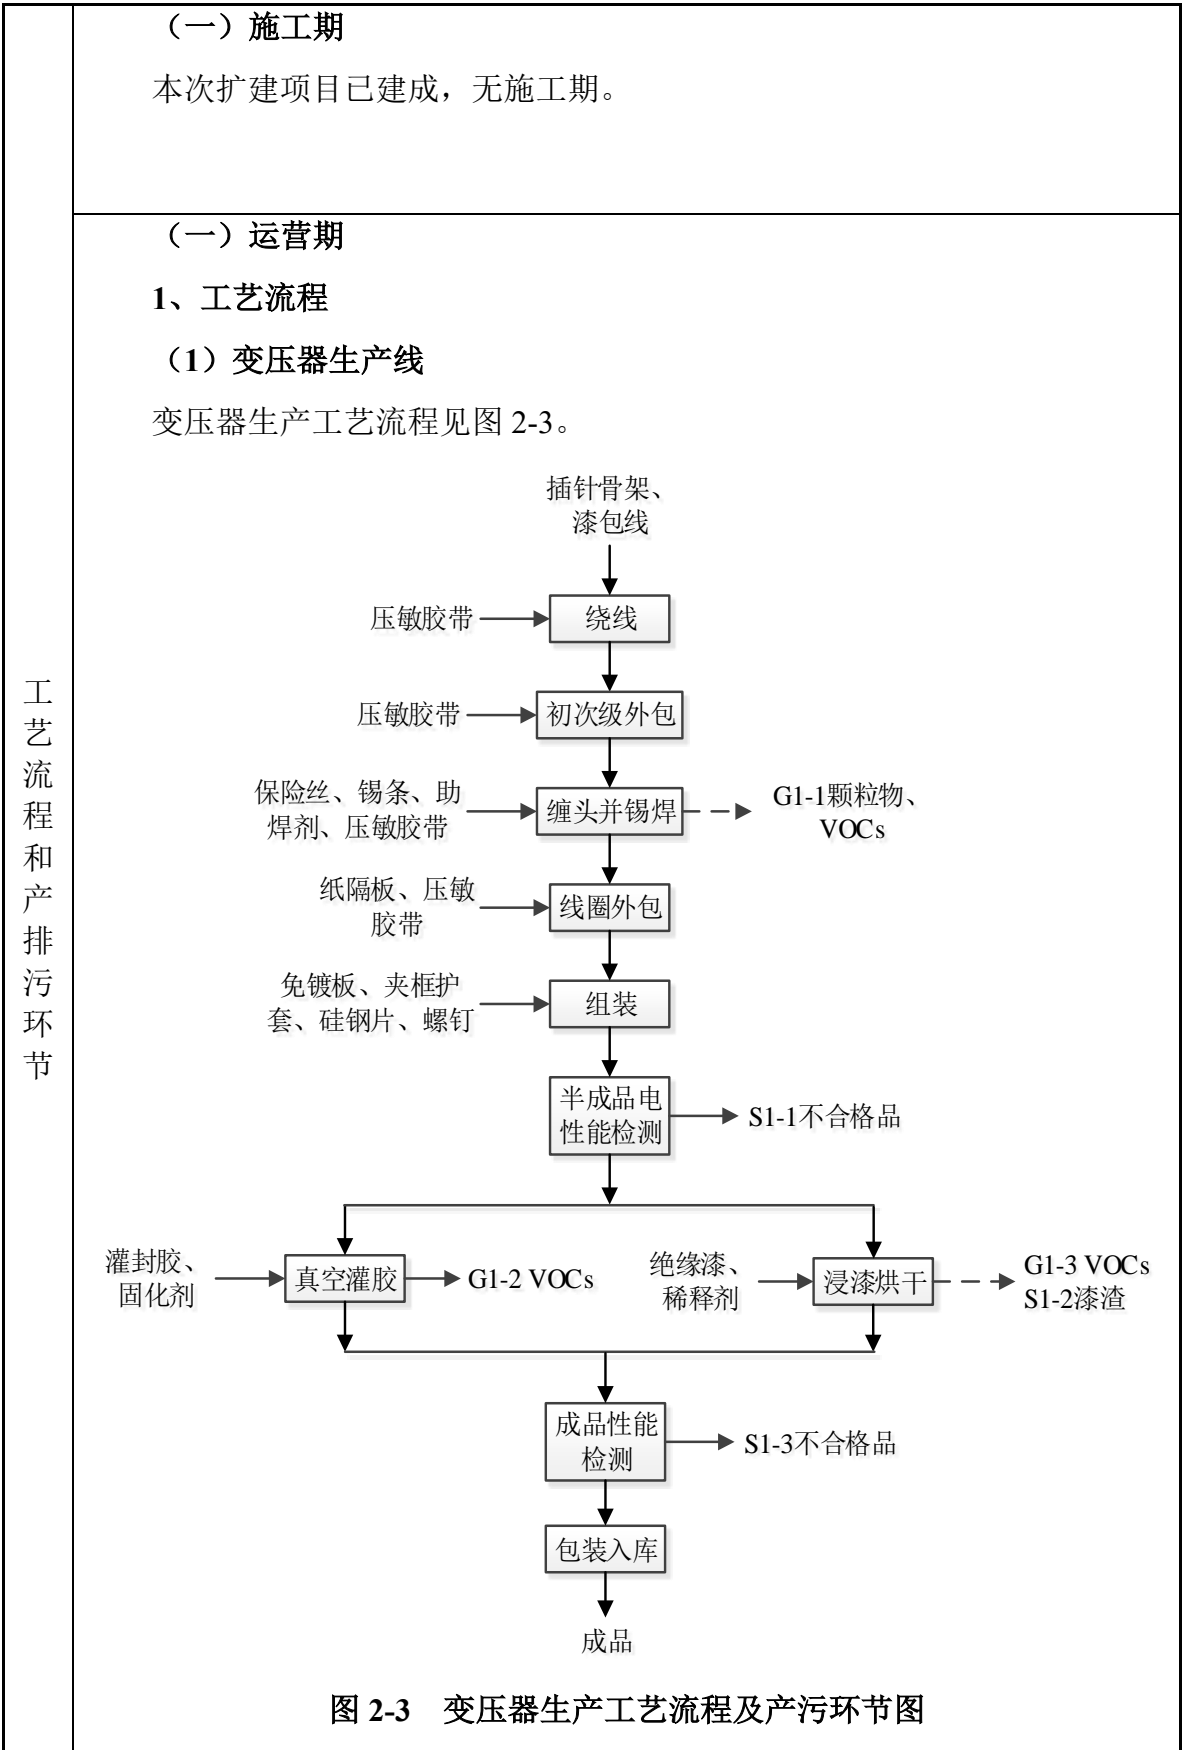 （一）施工期
本次扩建项目已建成，无施工期。
工艺流程和产排污环节
（一）运营期
1、工艺流程
（1）变压器生产线
变压器生产工艺流程见图 2-3。
插针骨架、
漆包线
压敏胶带
绕线
压敏胶带
初次级外包
保险丝、锡条、助
焊剂、压敏胶带
缠头并锡焊
G1-1颗粒物、
VOCs
纸隔板、压敏
胶带
线圈外包
免镀板、夹框护
套、硅钢片、螺钉
组装
半成品电
性能检测
S1-1不合格品
灌封胶、
固化剂
真空灌胶
G1-2 VOCs
绝缘漆、
稀释剂
浸漆烘干
G1-3 VOCs
S1-2漆渣
成品性能
检测
S1-3不合格品
包装入库
成品
图 2-3 变压器生产工艺流程及产污环节图